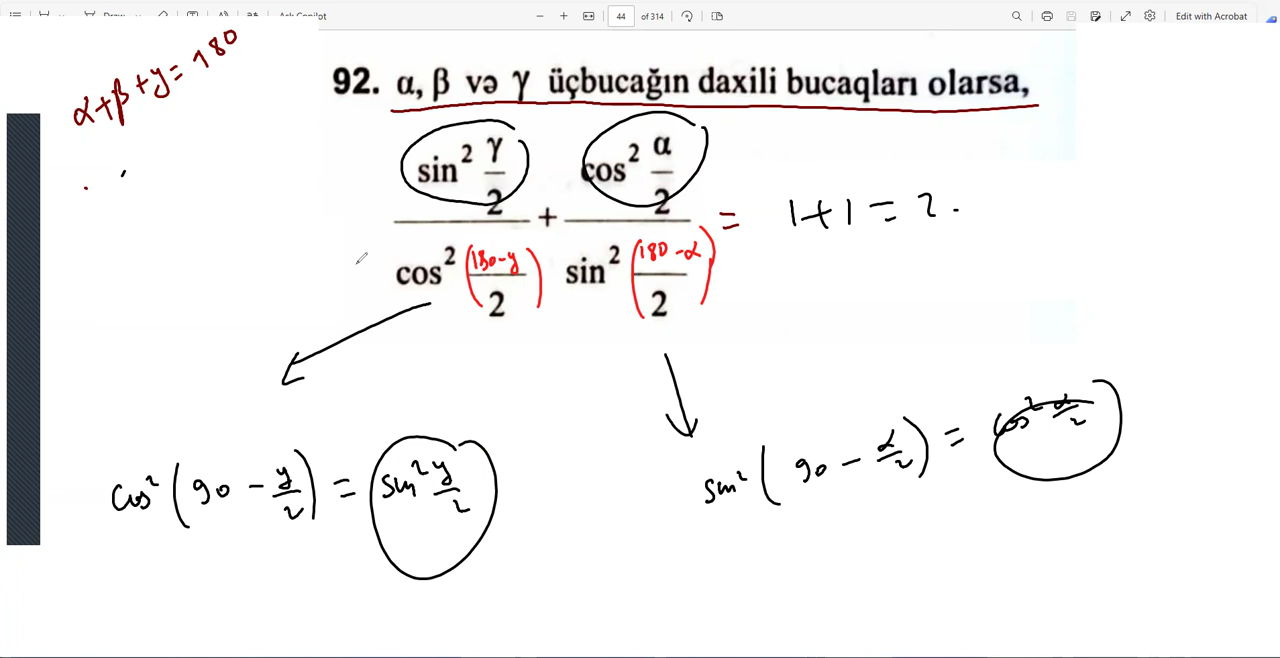 Draw Ask Copilot 44 of 314 Edit with Acrobat
α+β+y=180
92. α, β və γ üçbucağın daxili bucaqları olarsa,
sin² γ/2 / cos² (180-y / 2) + cos² α/2 / sin² (180-α / 2) = 1+1=2.
cos² (90 - y/2) = sin² y/2
sin² (90 - α/2) = cos² α/2